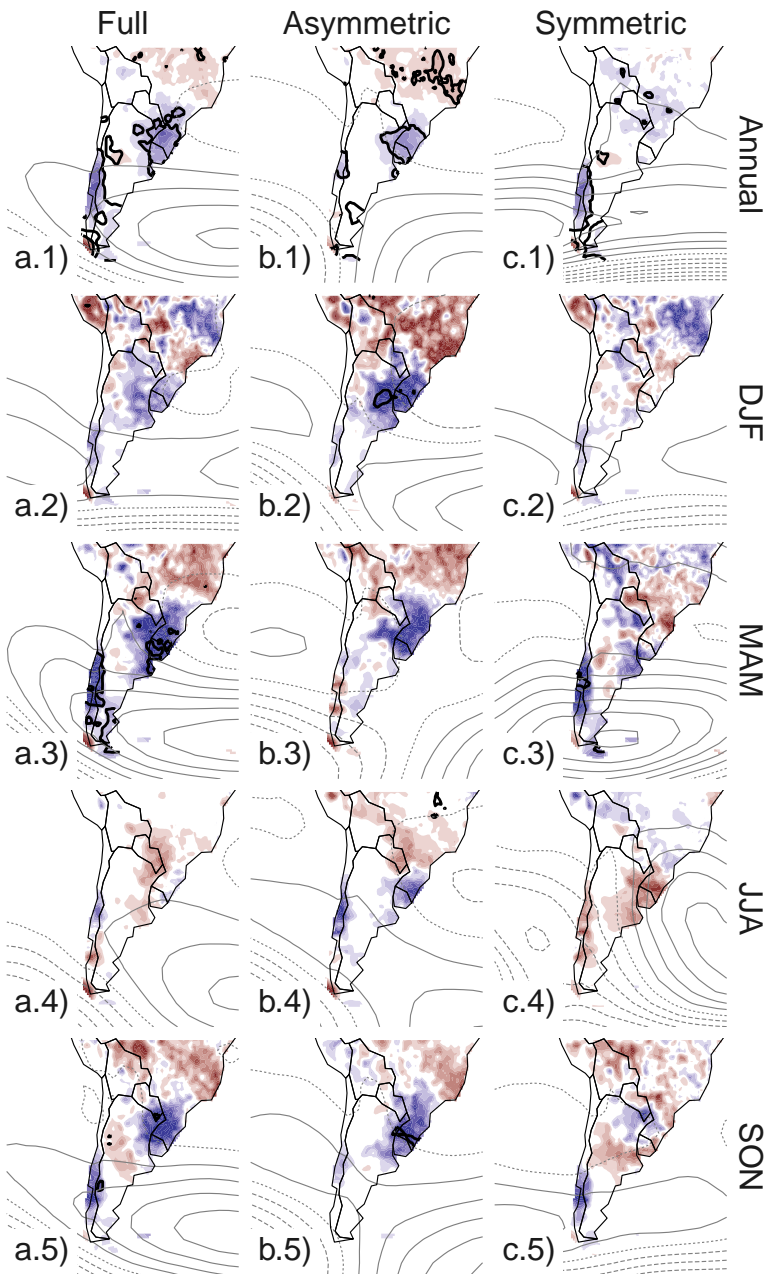 Full Asymmetric Symmetric
a.1) b.1) c.1) Annual
a.2) b.2) c.2) DJF
a.3) b.3) c.3) MAM
a.4) b.4) c.4) JJA
a.5) b.5) c.5) SON